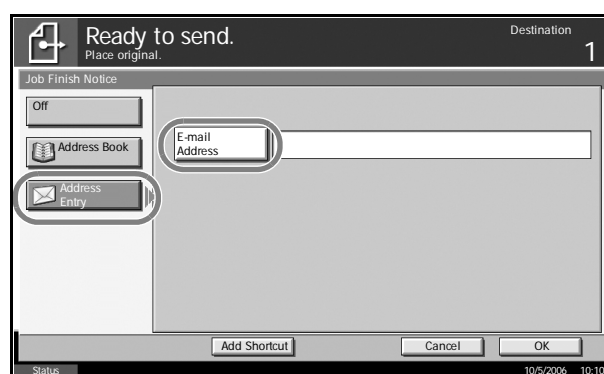 Ready to send.
Place original.
Destination
1
Job Finish Notice
Off
Address Book
Address
Entry
E-mail
Address
Add Shortcut
Cancel
OK
Status
10/5/2006 10:10